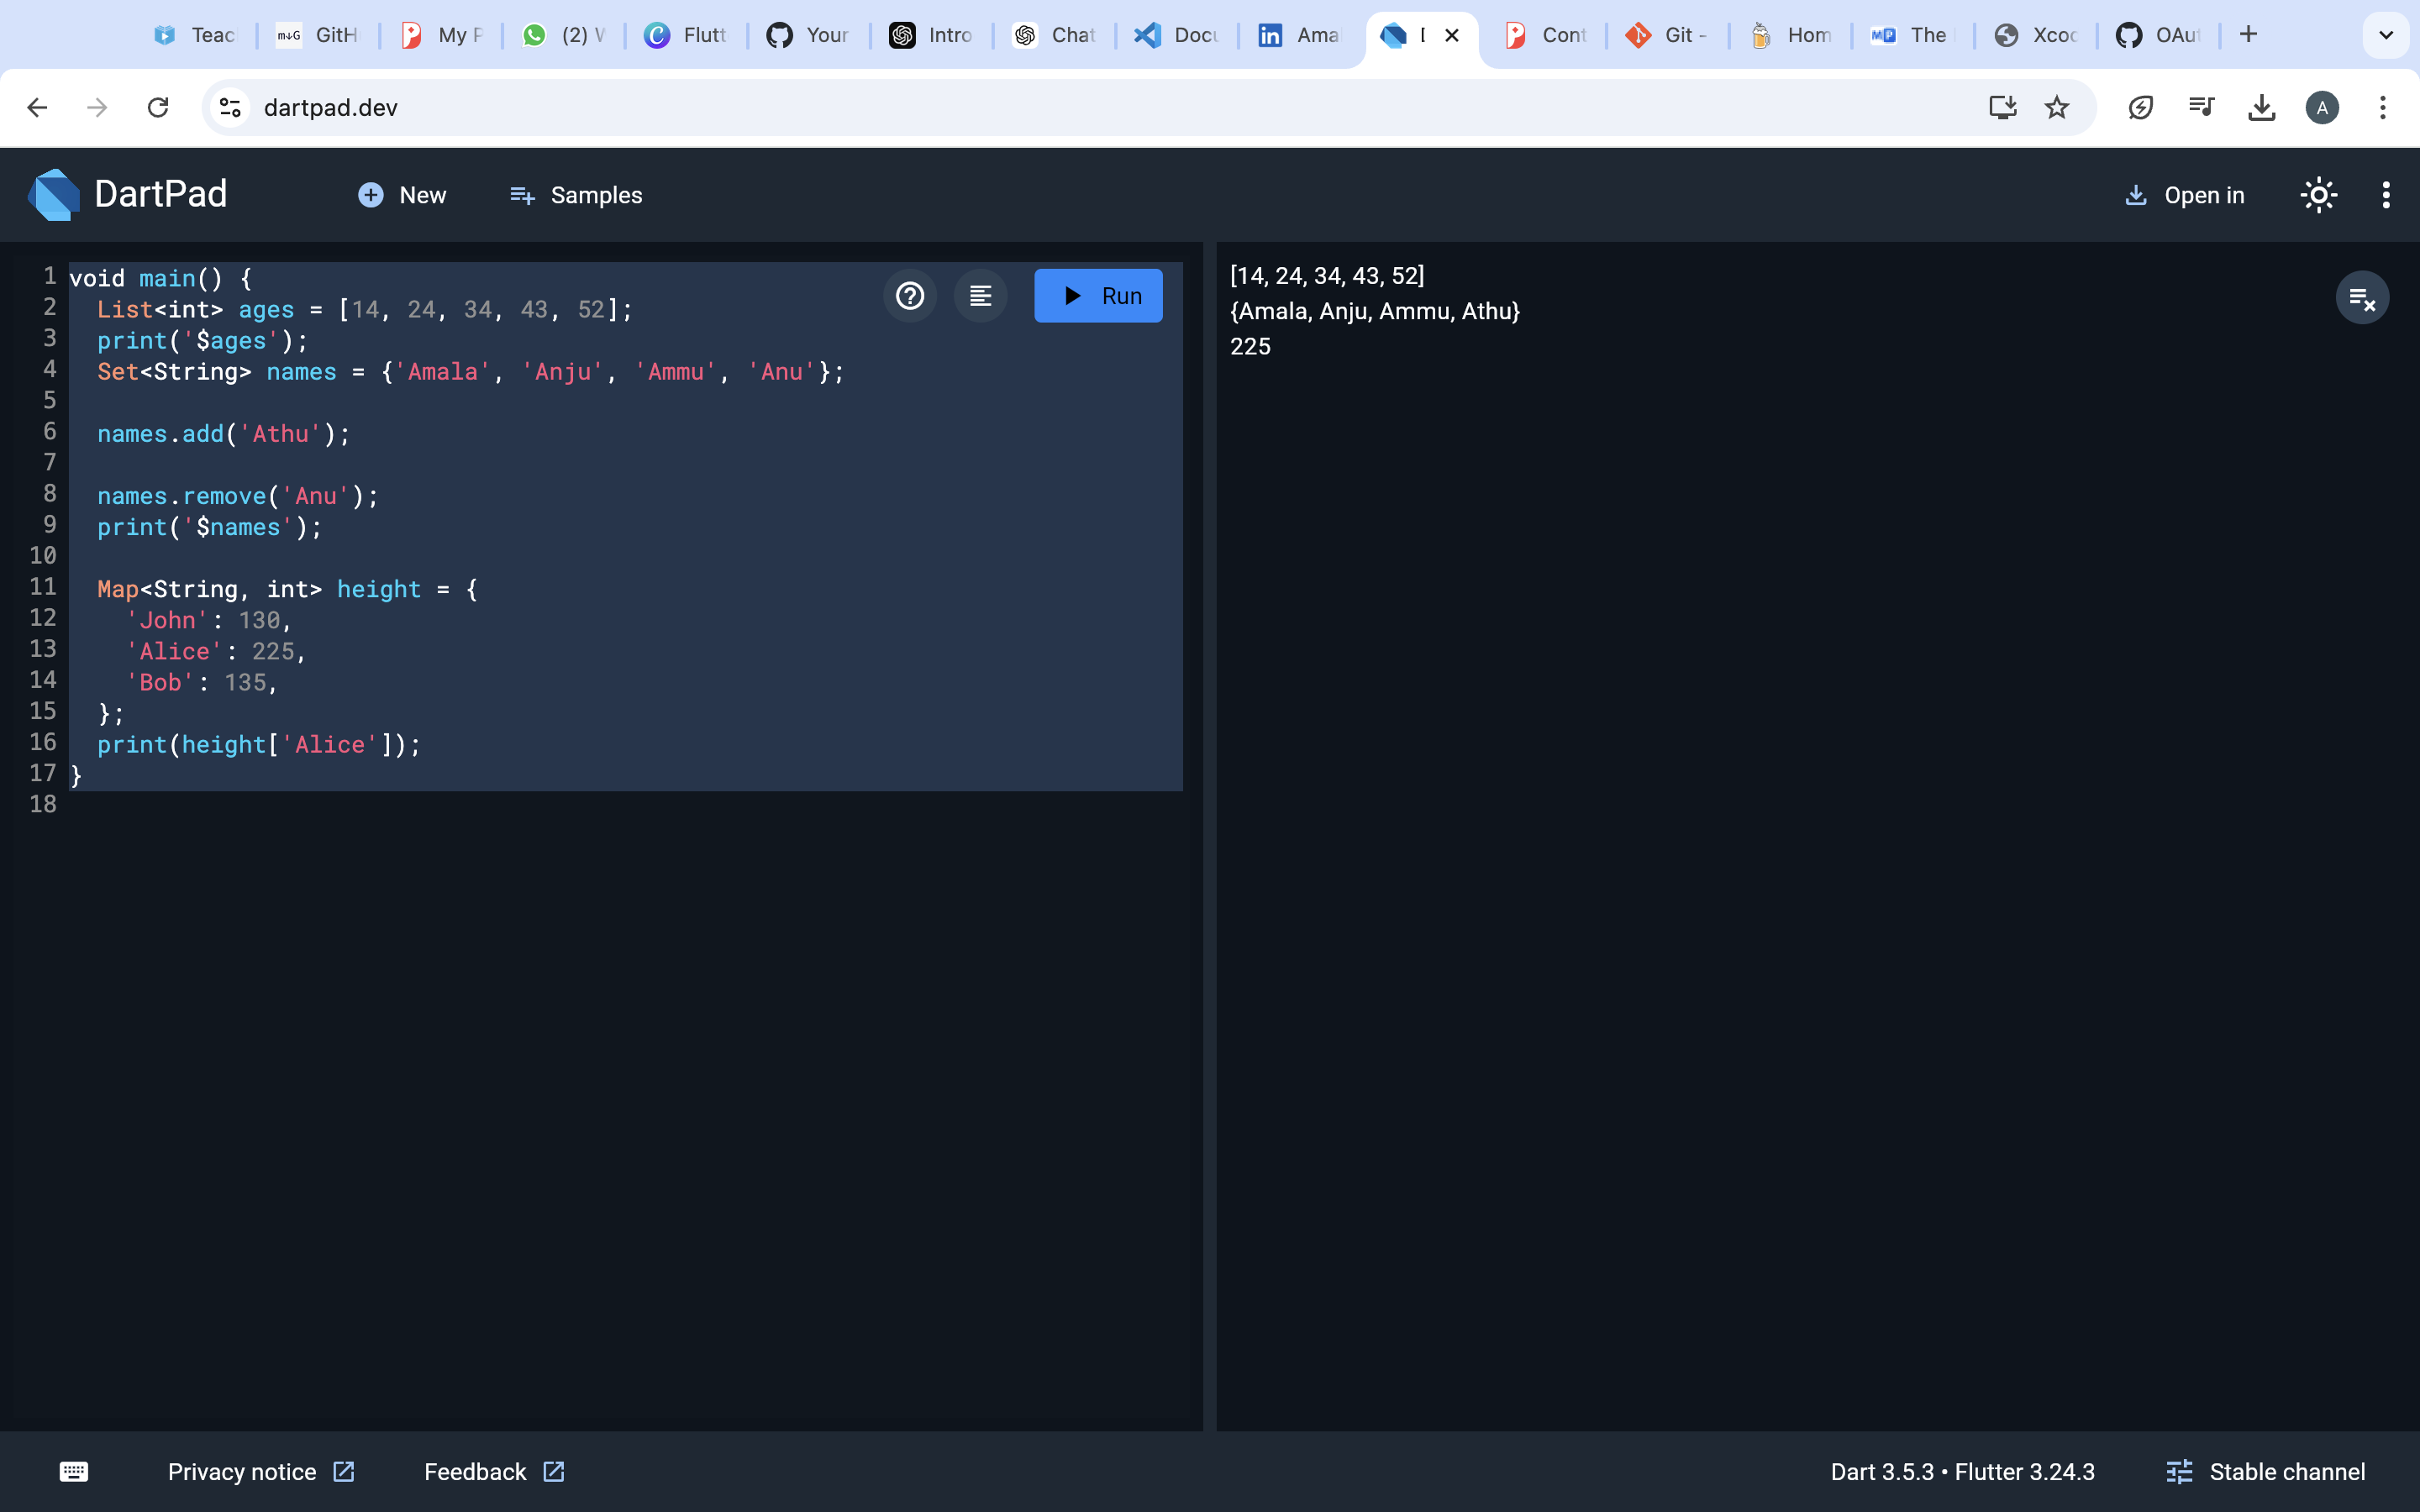 Teac GitH My P (2) W Flutt Your Intro Chat Docu Ama Cont Git - Hom The Xcoc OAut
dartpad.dev
A
DartPad New Samples Open in
1 void main() {
2   List<int> ages = [14, 24, 34, 43, 52];
3   print('$ages');
4   Set<String> names = {'Amala', 'Anju', 'Ammu', 'Anu'};
5
6   names.add('Athu');
7
8   names.remove('Anu');
9   print('$names');
10
11   Map<String, int> height = {
12     'John': 130,
13     'Alice': 225,
14     'Bob': 135,
15   };
16   print(height['Alice']);
17 }
18
Run
[14, 24, 34, 43, 52]
{Amala, Anju, Ammu, Athu}
225
Privacy notice Feedback Dart 3.5.3 • Flutter 3.24.3 Stable channel